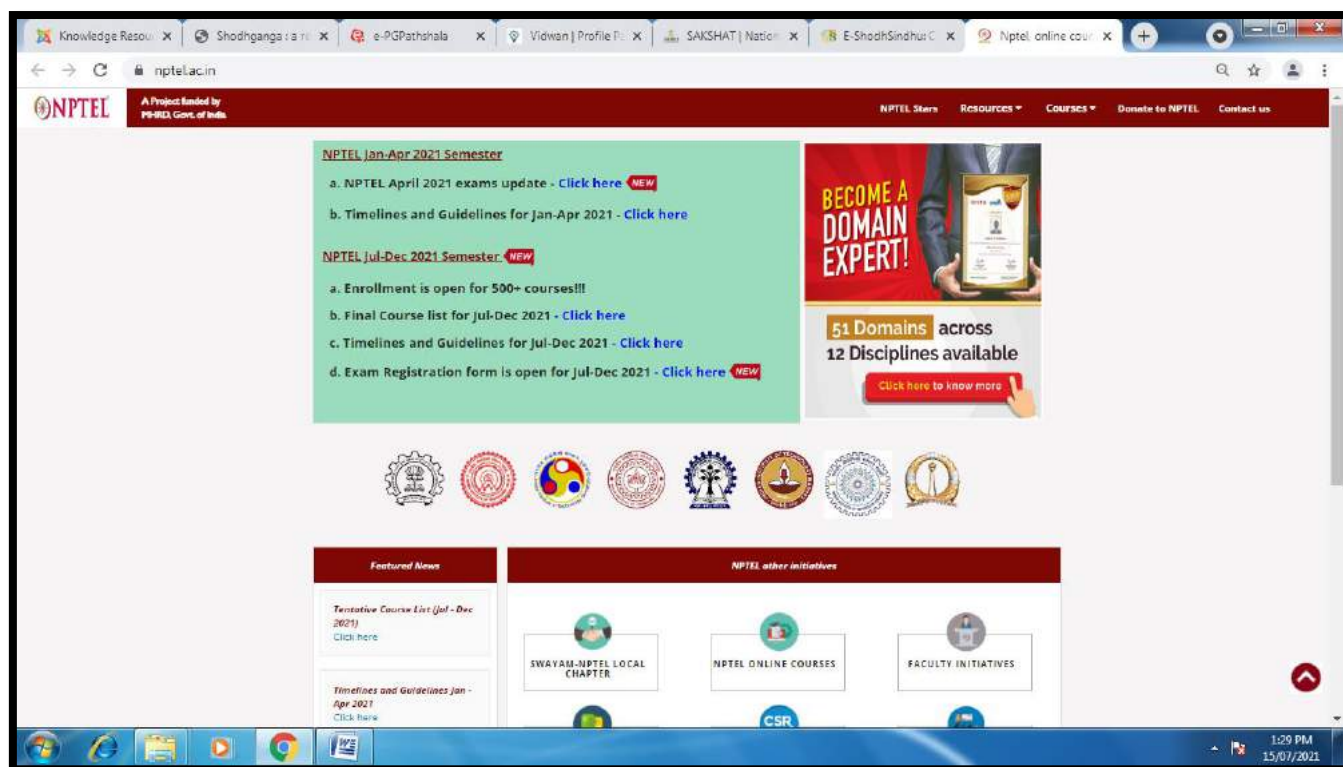 Knowledge Resou
Shodhganga : a re
e-PGPathshala
Vidwan | Profile P
SAKSHAT | Nation
E-ShodhSindhu: C
Nptel, online cour
nptel.ac.in
NPTEL
A Project funded by
MHRD, Govt. of India
NPTEL Stars
Resources
Courses
Donate to NPTEL
Contact us
NPTEL Jan-Apr 2021 Semester
a. NPTEL April 2021 exams update - Click here NEW
b. Timelines and Guidelines for Jan-Apr 2021 - Click here
NPTEL Jul-Dec 2021 Semester NEW
a. Enrollment is open for 500+ courses!!!
b. Final Course list for Jul-Dec 2021 - Click here
c. Timelines and Guidelines for Jul-Dec 2021 - Click here
d. Exam Registration form is open for Jul-Dec 2021 - Click here NEW
BECOME A
DOMAIN
EXPERT!
51 Domains across
12 Disciplines available
Click here to know more
Featured News
Tentative Course List (Jul - Dec
2021)
Click here
Timelines and Guidelines Jan -
Apr 2021
Click here
NPTEL other initiatives
SWAYAM-NPTEL LOCAL
CHAPTER
NPTEL ONLINE COURSES
FACULTY INITIATIVES
CSR
1:29 PM
15/07/2021